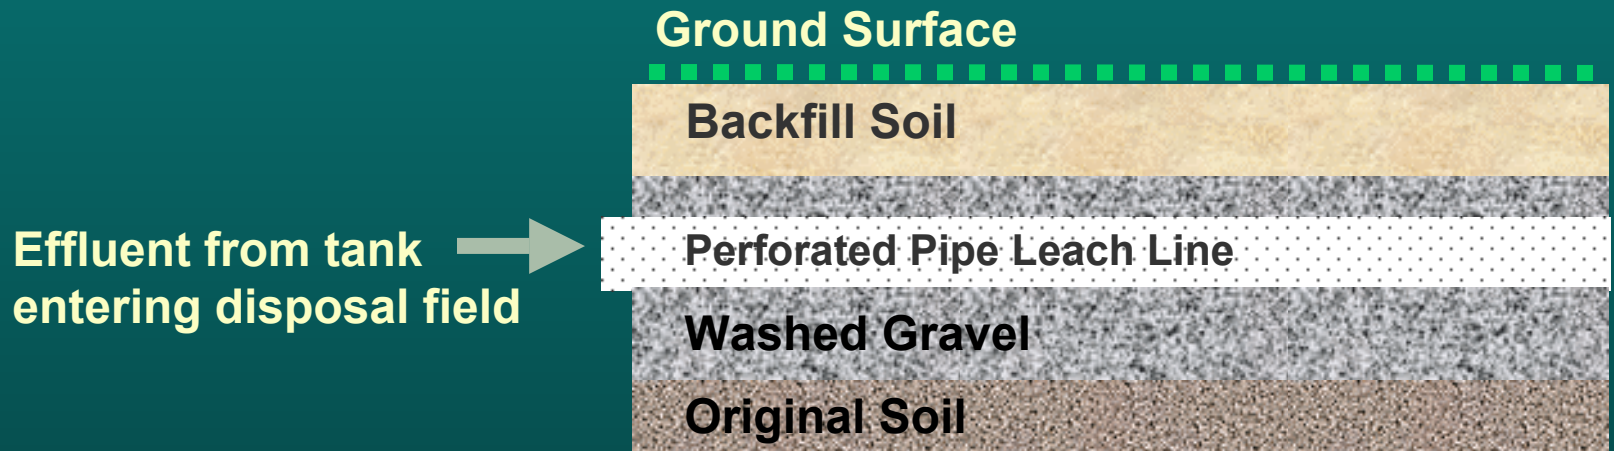 Ground Surface
Backfill Soil
Effluent from tank
entering disposal field
Perforated Pipe Leach Line
Washed Gravel
Original Soil